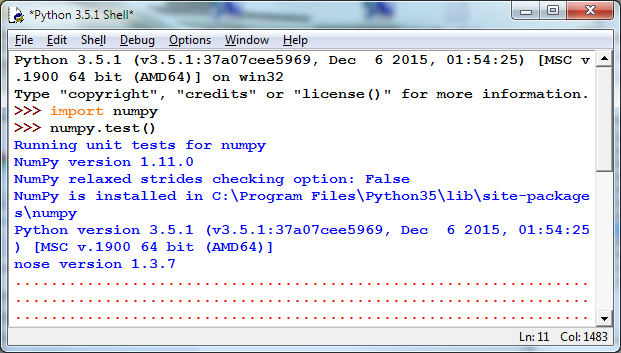 *Python 3.5.1 Shell*
File Edit Shell Debug Options Window Help
Python 3.5.1 (v3.5.1:37a07cee5969, Dec  6 2015, 01:54:25) [MSC v
.1900 64 bit (AMD64)] on win32
Type "copyright", "credits" or "license()" for more information.
>>> import numpy
>>> numpy.test()
Running unit tests for numpy
NumPy version 1.11.0
NumPy relaxed strides checking option: False
NumPy is installed in C:\Program Files\Python35\lib\site-package
s\numpy
Python version 3.5.1 (v3.5.1:37a07cee5969, Dec  6 2015, 01:54:25
) [MSC v.1900 64 bit (AMD64)]
nose version 1.3.7
................................................................
................................................................
................................................................
Ln: 11 Col: 1483